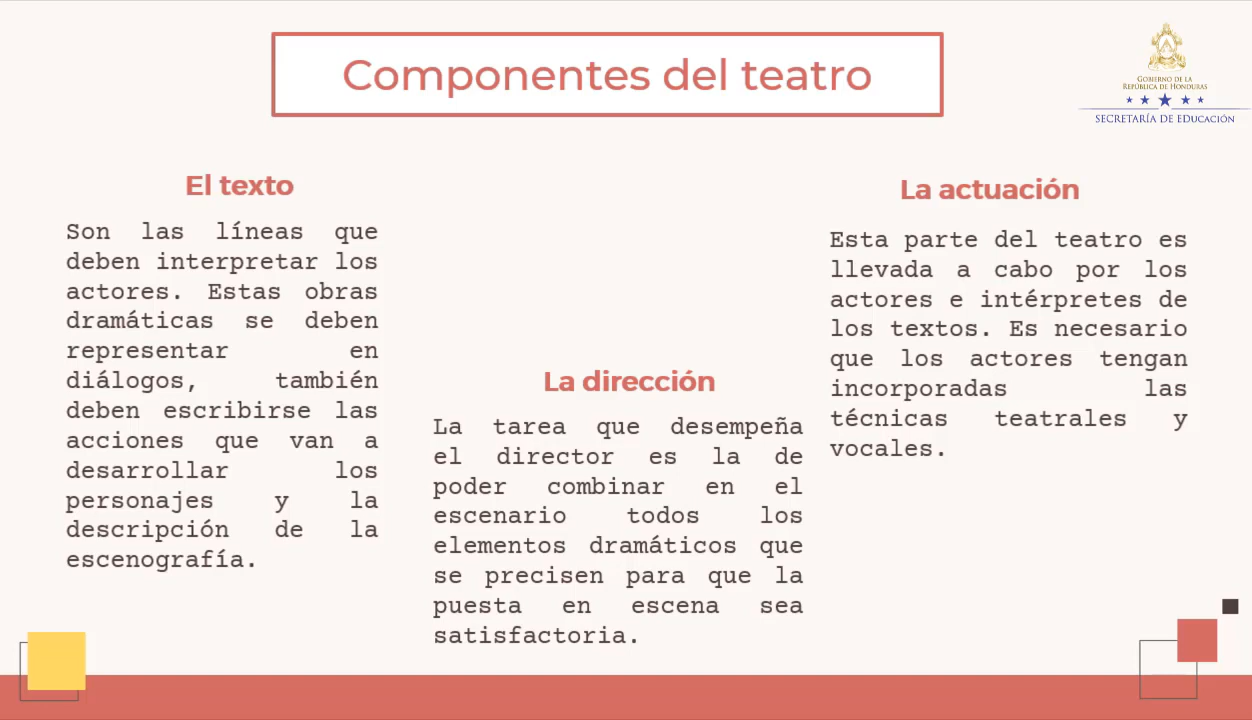 Componentes del teatro
GOBIERNO DE LA
REPÚBLICA DE HONDURAS
SECRETARÍA DE EDUCACIÓN
El texto
Son las líneas que
deben interpretar los
actores. Estas obras
dramáticas se deben
representar en
diálogos, también
deben escribirse las
acciones que van a
desarrollar los
personajes y la
descripción de la
escenografía.
La dirección
La tarea que desempeña
el director es la de
poder combinar en el
escenario todos los
elementos dramáticos que
se precisen para que la
puesta en escena sea
satisfactoria.
La actuación
Esta parte del teatro es
llevada a cabo por los
actores e intérpretes de
los textos. Es necesario
que los actores tengan
incorporadas las
técnicas teatrales y
vocales.